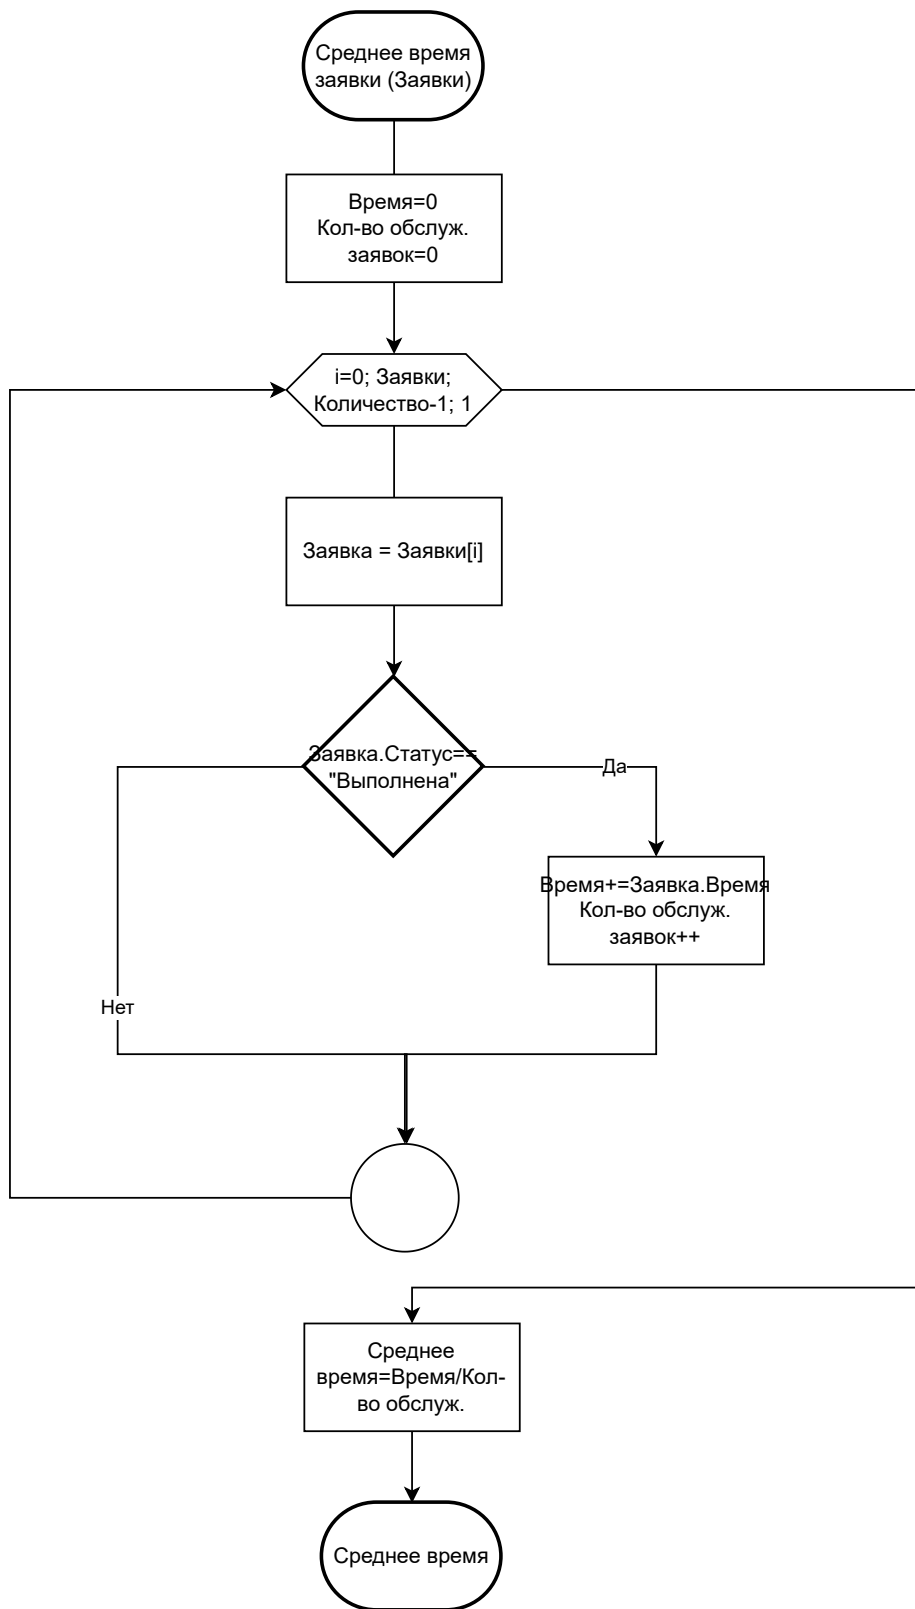 Среднее время
заявки (Заявки)
Время=0
Кол-во обслуж.
заявок=0
i=0; Заявки;
Количество-1; 1
Заявка = Заявки[i]
Заявка.Статус==
"Выполнена"
Да
Время+=Заявка.Время
Кол-во обслуж.
заявок++
Нет
Среднее
время=Время/Кол-
во обслуж.
Среднее время